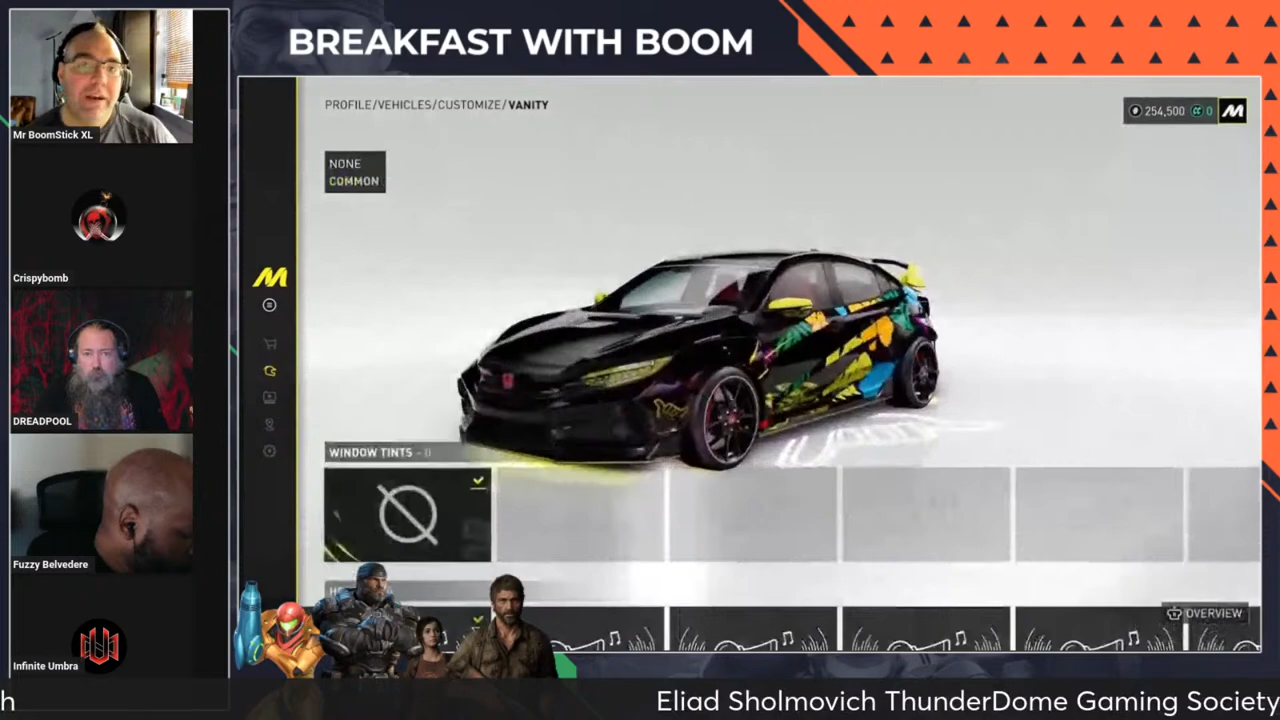 BREAKFAST WITH BOOM
Mr BoomStick XL
Crispybomb
DREADPOOL
Fuzzy Belvedere
Infinite Umbra
PROFILE/VEHICLES/CUSTOMIZE/VANITY
254,500
0
NONE
COMMON
WINDOW TINTS - 0
OVERVIEW
h
Eliad Sholmovich ThunderDome Gaming Society